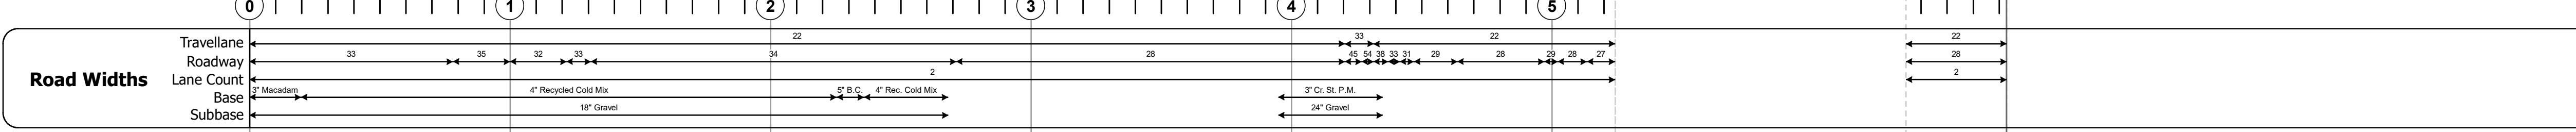 0 1 2 3 4 5
Road Widths
Travellane 22 33 22 22
Roadway 33 35 32 33 34 28 45 54 38 33 31 29 28 29 28 27 28
Lane Count 2 2
Base 3" Macadam 4" Recycled Cold Mix 5" B.C. 4" Rec. Cold Mix 3" Cr. St. P.M.
Subbase 18" Gravel 24" Gravel